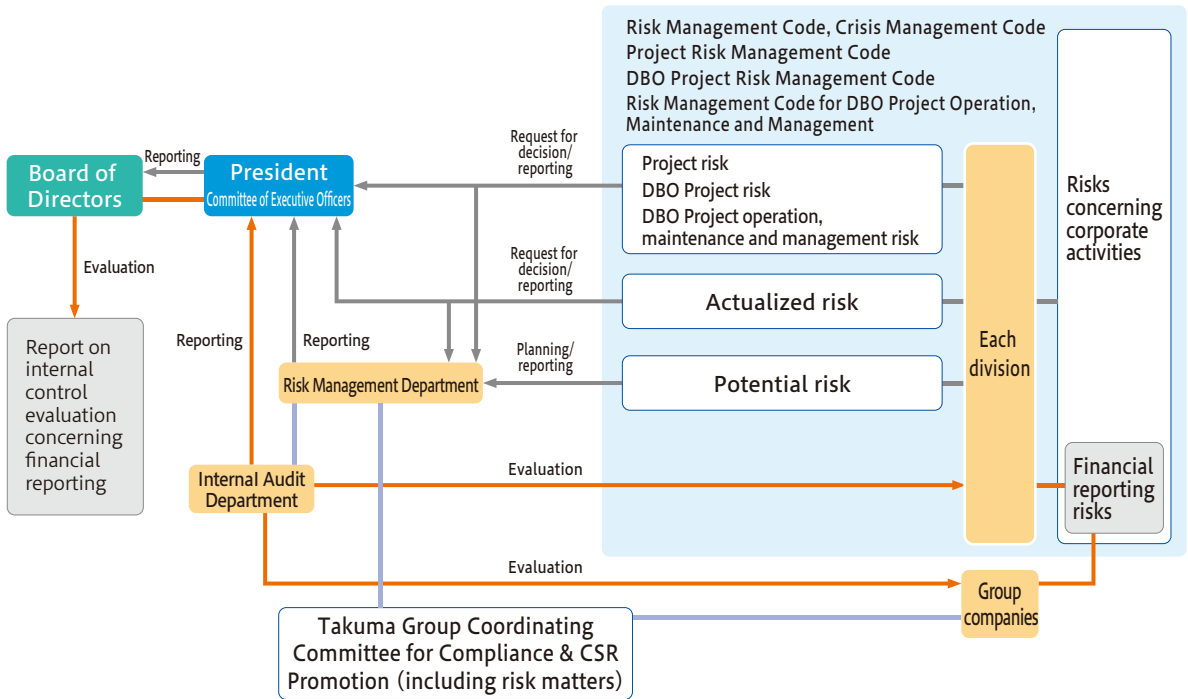 Risk Management Code, Crisis Management Code
Project Risk Management Code
DBO Project Risk Management Code
Risk Management Code for DBO Project Operation,
Maintenance and Management
Board of
Directors
Reporting
President
Committee of Executive Officers
Request for
decision/
reporting
Project risk
DBO Project risk
DBO Project operation,
maintenance and management risk
Risks
concerning
corporate
activities
Evaluation
Request for
decision/
reporting
Actualized risk
Each
division
Report on
internal
control
evaluation
concerning
financial
reporting
Reporting
Reporting
Risk Management Department
Planning/
reporting
Potential risk
Internal Audit
Department
Evaluation
Financial
reporting
risks
Evaluation
Group
companies
Takuma Group Coordinating
Committee for Compliance & CSR
Promotion (including risk matters)